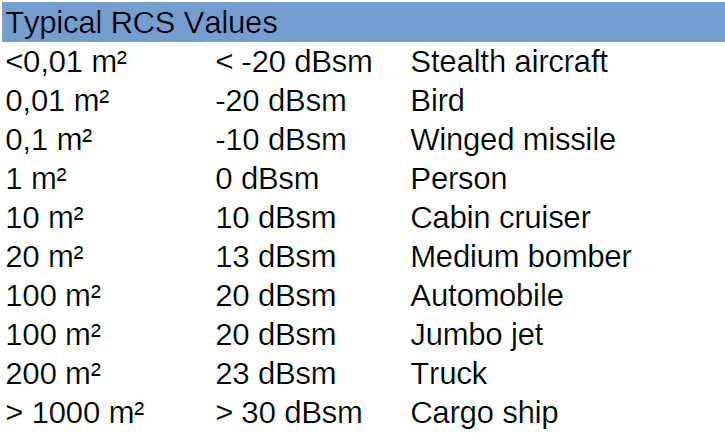 Typical RCS Values
<0,01 m² < -20 dBsm Stealth aircraft
0,01 m² -20 dBsm Bird
0,1 m² -10 dBsm Winged missile
1 m² 0 dBsm Person
10 m² 10 dBsm Cabin cruiser
20 m² 13 dBsm Medium bomber
100 m² 20 dBsm Automobile
100 m² 20 dBsm Jumbo jet
200 m² 23 dBsm Truck
> 1000 m² > 30 dBsm Cargo ship